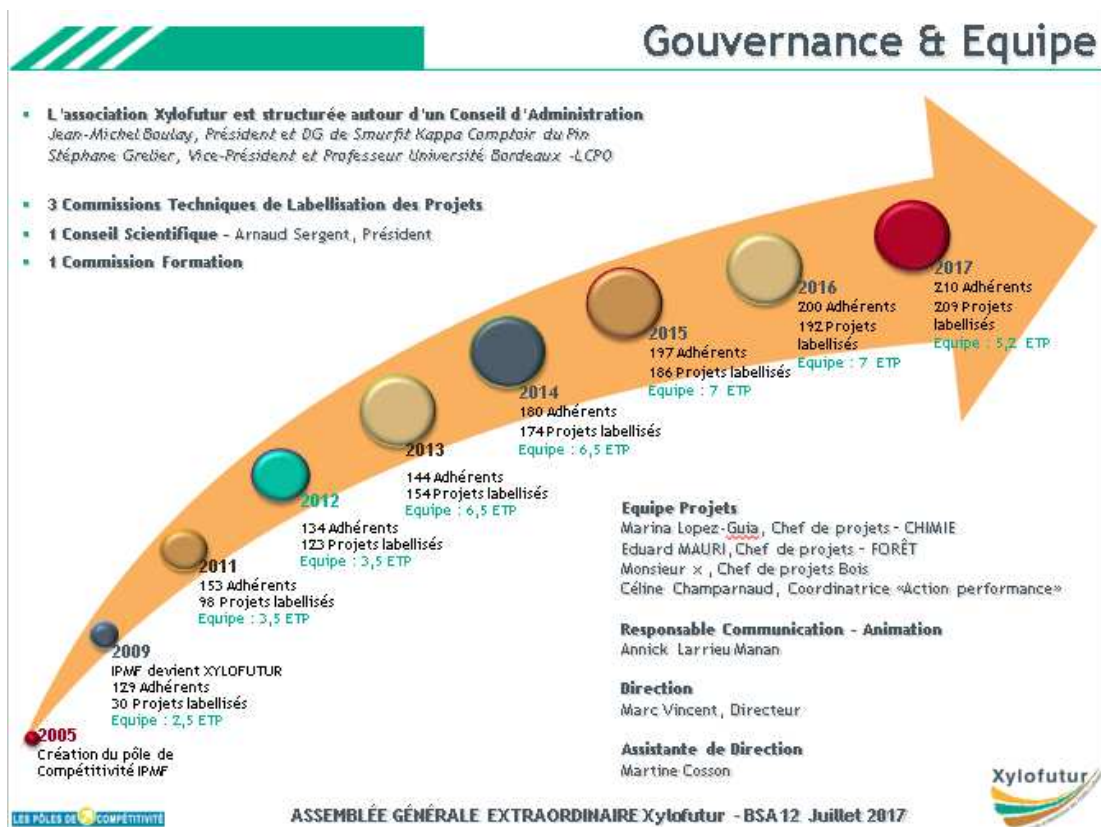 Gouvernance & Equipe
L'association Xylofutur est structurée autour d'un Conseil d'Administration
Jean-Michel Boulay, Président et DG de Smurfit Kappa Comptoir du Pin
Stéphane Grelier, Vice-Président et Professeur Université Bordeaux -LCPO
3 Commissions Techniques de Labellisation des Projets
1 Conseil Scientifique - Arnaud Sergent, Président
1 Commission Formation
2017
210 Adhérents
209 Projets
labellisés
Equipe : 5,2 ETP
2016
200 Adhérents
192 Projets
labellisés
Equipe : 7 ETP
2015
197 Adhérents
186 Projets labellisés
Equipe : 7 ETP
2014
180 Adhérents
174 Projets labellisés
Equipe : 6,5 ETP
2013
144 Adhérents
154 Projets labellisés
Equipe : 6,5 ETP
2012
134 Adhérents
123 Projets labellisés
Equipe : 3,5 ETP
2011
153 Adhérents
98 Projets labellisés
Equipe : 3,5 ETP
2009
IPMF devient XYLOFUTUR
129 Adhérents
30 Projets labellisés
Equipe : 2,5 ETP
2005
Création du pôle de
Compétitivité IPMF
Equipe Projets
Marina Lopez-Guia, Chef de projets - CHIMIE
Eduard MAURI, Chef de projets - FORÊT
Monsieur x , Chef de projets Bois
Céline Champarnaud, Coordinatrice «Action performance»
Responsable Communication - Animation
Annick Larrieu Manan
Direction
Marc Vincent, Directeur
Assistante de Direction
Martine Cosson
Xylofutur
LES PÔLES DE COMPÉTITIVITÉ
ASSEMBLÉE GÉNÉRALE EXTRAORDINAIRE Xylofutur - BSA 12 Juillet 2017